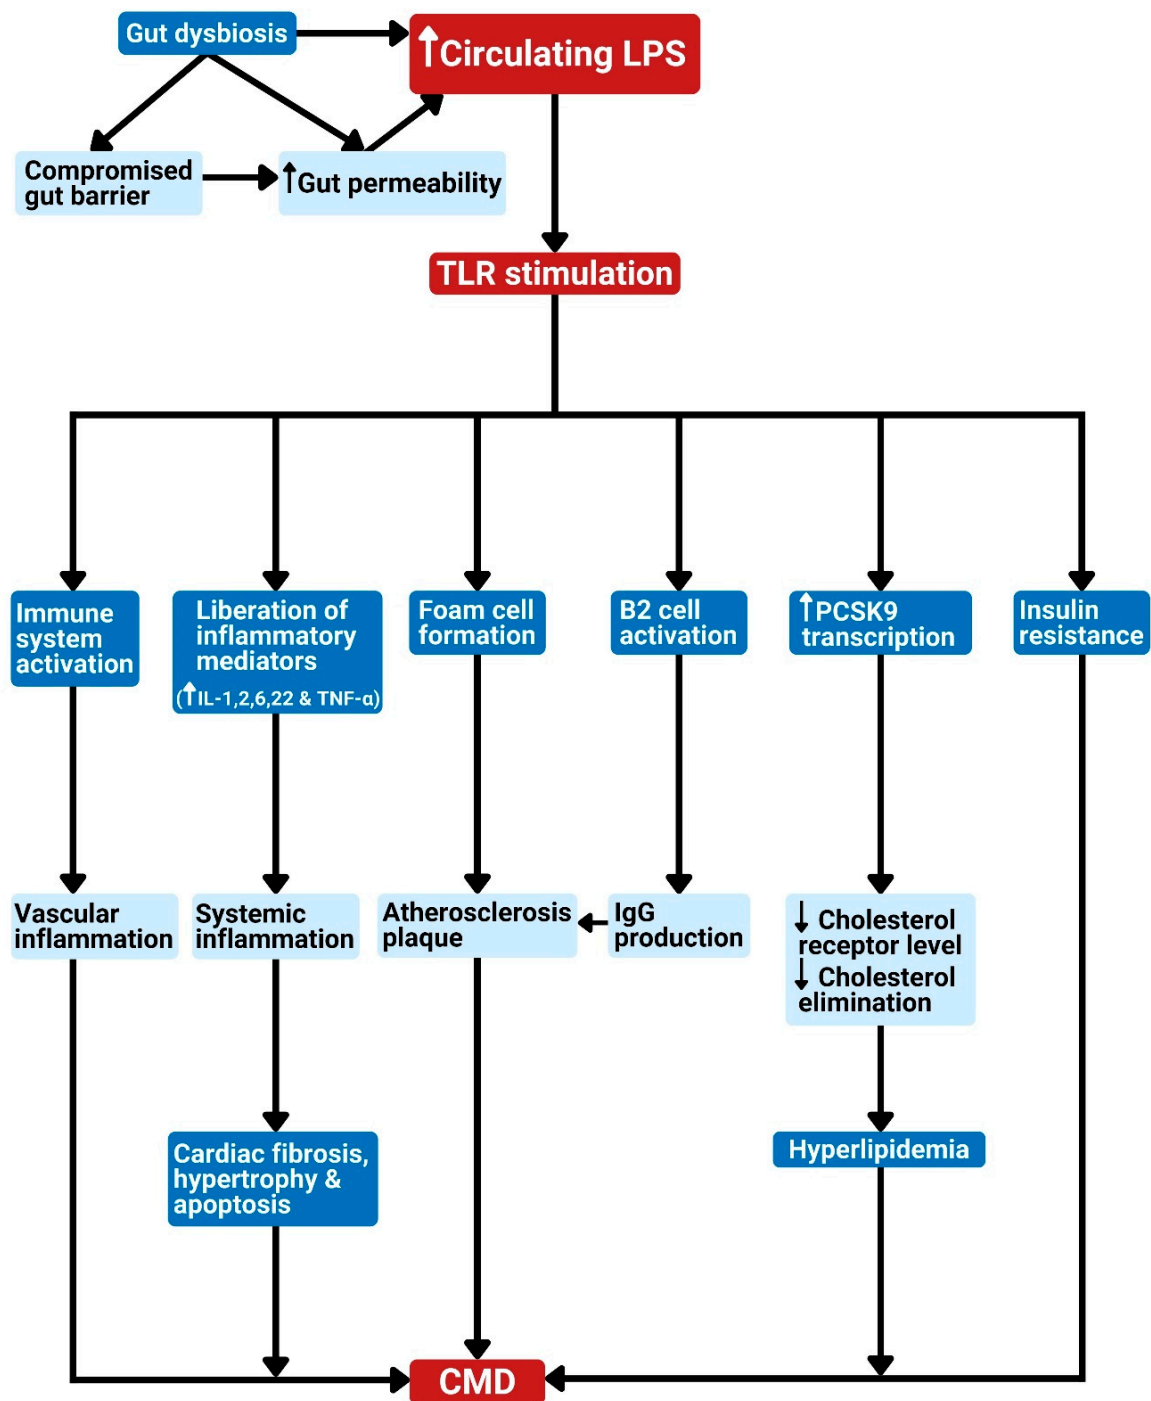 Gut dysbiosis
↑Circulating LPS
Compromised
gut barrier
↑Gut permeability
TLR stimulation
Immune
system
activation
Liberation of
inflammatory
mediators
(↑IL-1,2,6,22 & TNF-α)
Foam cell
formation
B2 cell
activation
↑PCSK9
transcription
Insulin
resistance
Vascular
inflammation
Systemic
inflammation
Atherosclerosis
plaque
IgG
production
↓ Cholesterol
receptor level
↓ Cholesterol
elimination
Cardiac fibrosis,
hypertrophy &
apoptosis
Hyperlipidemia
CMD